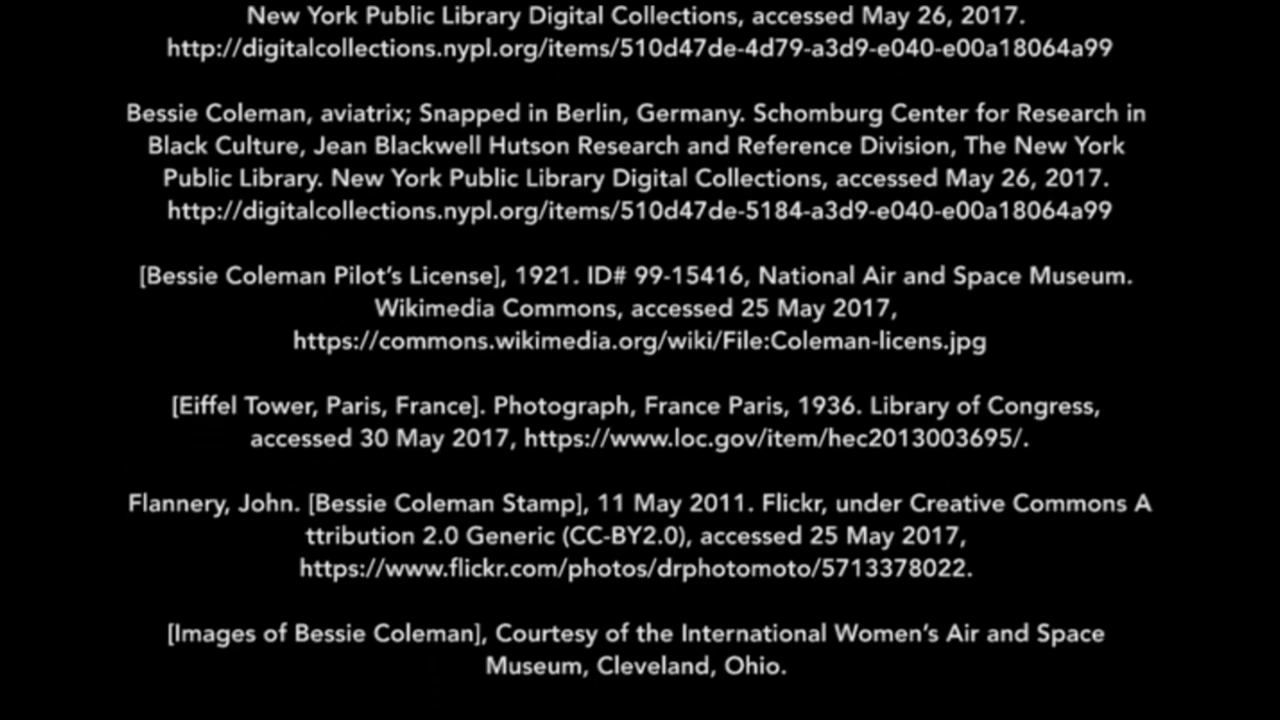 New York Public Library Digital Collections, accessed May 26, 2017.
http://digitalcollections.nypl.org/items/510d47de-4d79-a3d9-e040-e00a18064a99
Bessie Coleman, aviatrix; Snapped in Berlin, Germany. Schomburg Center for Research in
Black Culture, Jean Blackwell Hutson Research and Reference Division, The New York
Public Library. New York Public Library Digital Collections, accessed May 26, 2017.
http://digitalcollections.nypl.org/items/510d47de-5184-a3d9-e040-e00a18064a99
[Bessie Coleman Pilot's License], 1921. ID# 99-15416, National Air and Space Museum.
Wikimedia Commons, accessed 25 May 2017,
https://commons.wikimedia.org/wiki/File:Coleman-licens.jpg
[Eiffel Tower, Paris, France]. Photograph, France Paris, 1936. Library of Congress,
accessed 30 May 2017, https://www.loc.gov/item/hec2013003695/.
Flannery, John. [Bessie Coleman Stamp], 11 May 2011. Flickr, under Creative Commons A
ttribution 2.0 Generic (CC-BY2.0), accessed 25 May 2017,
https://www.flickr.com/photos/drphotomoto/5713378022.
[Images of Bessie Coleman], Courtesy of the International Women's Air and Space
Museum, Cleveland, Ohio.